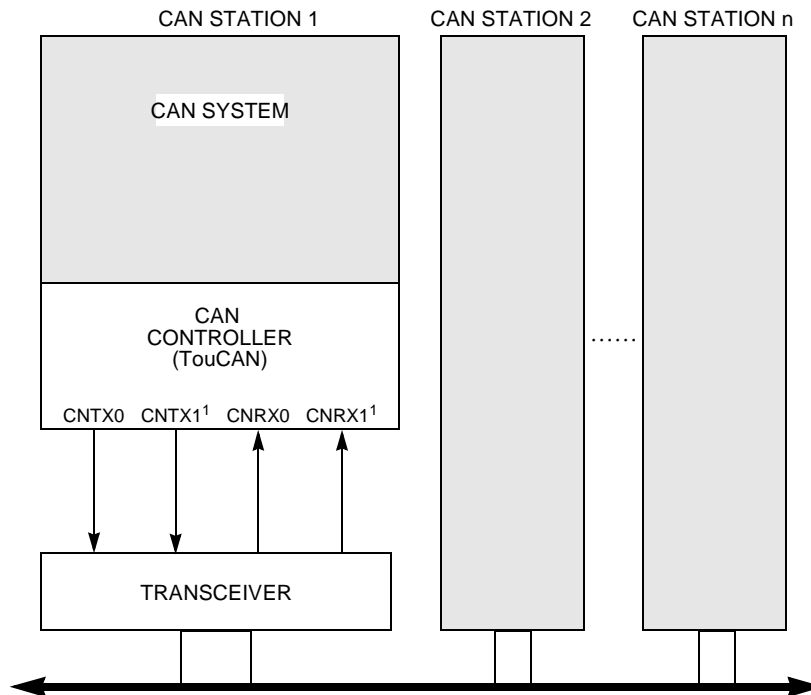 CAN STATION 1
CAN STATION 2
CAN STATION n
CAN SYSTEM
CAN
CONTROLLER
(TouCAN)
CNTX0 CNTX1¹ CNRX0 CNRX1¹
......
TRANSCEIVER